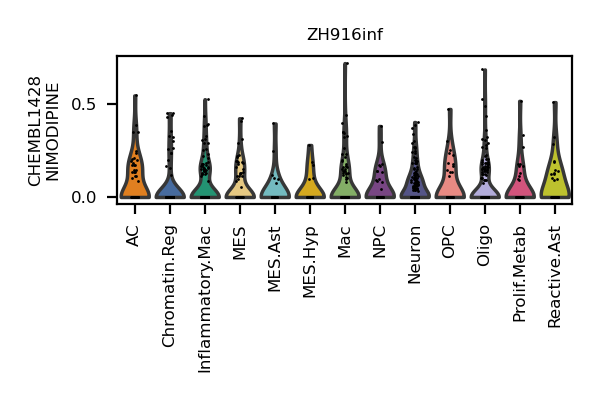 ZH916inf
CHEMBL1428
NIMODIPINE
0.5
0.0
AC
Chromatin.Reg
Inflammatory.Mac
MES
MES.Ast
MES.Hyp
Mac
NPC
Neuron
OPC
Oligo
Prolif.Metab
Reactive.Ast